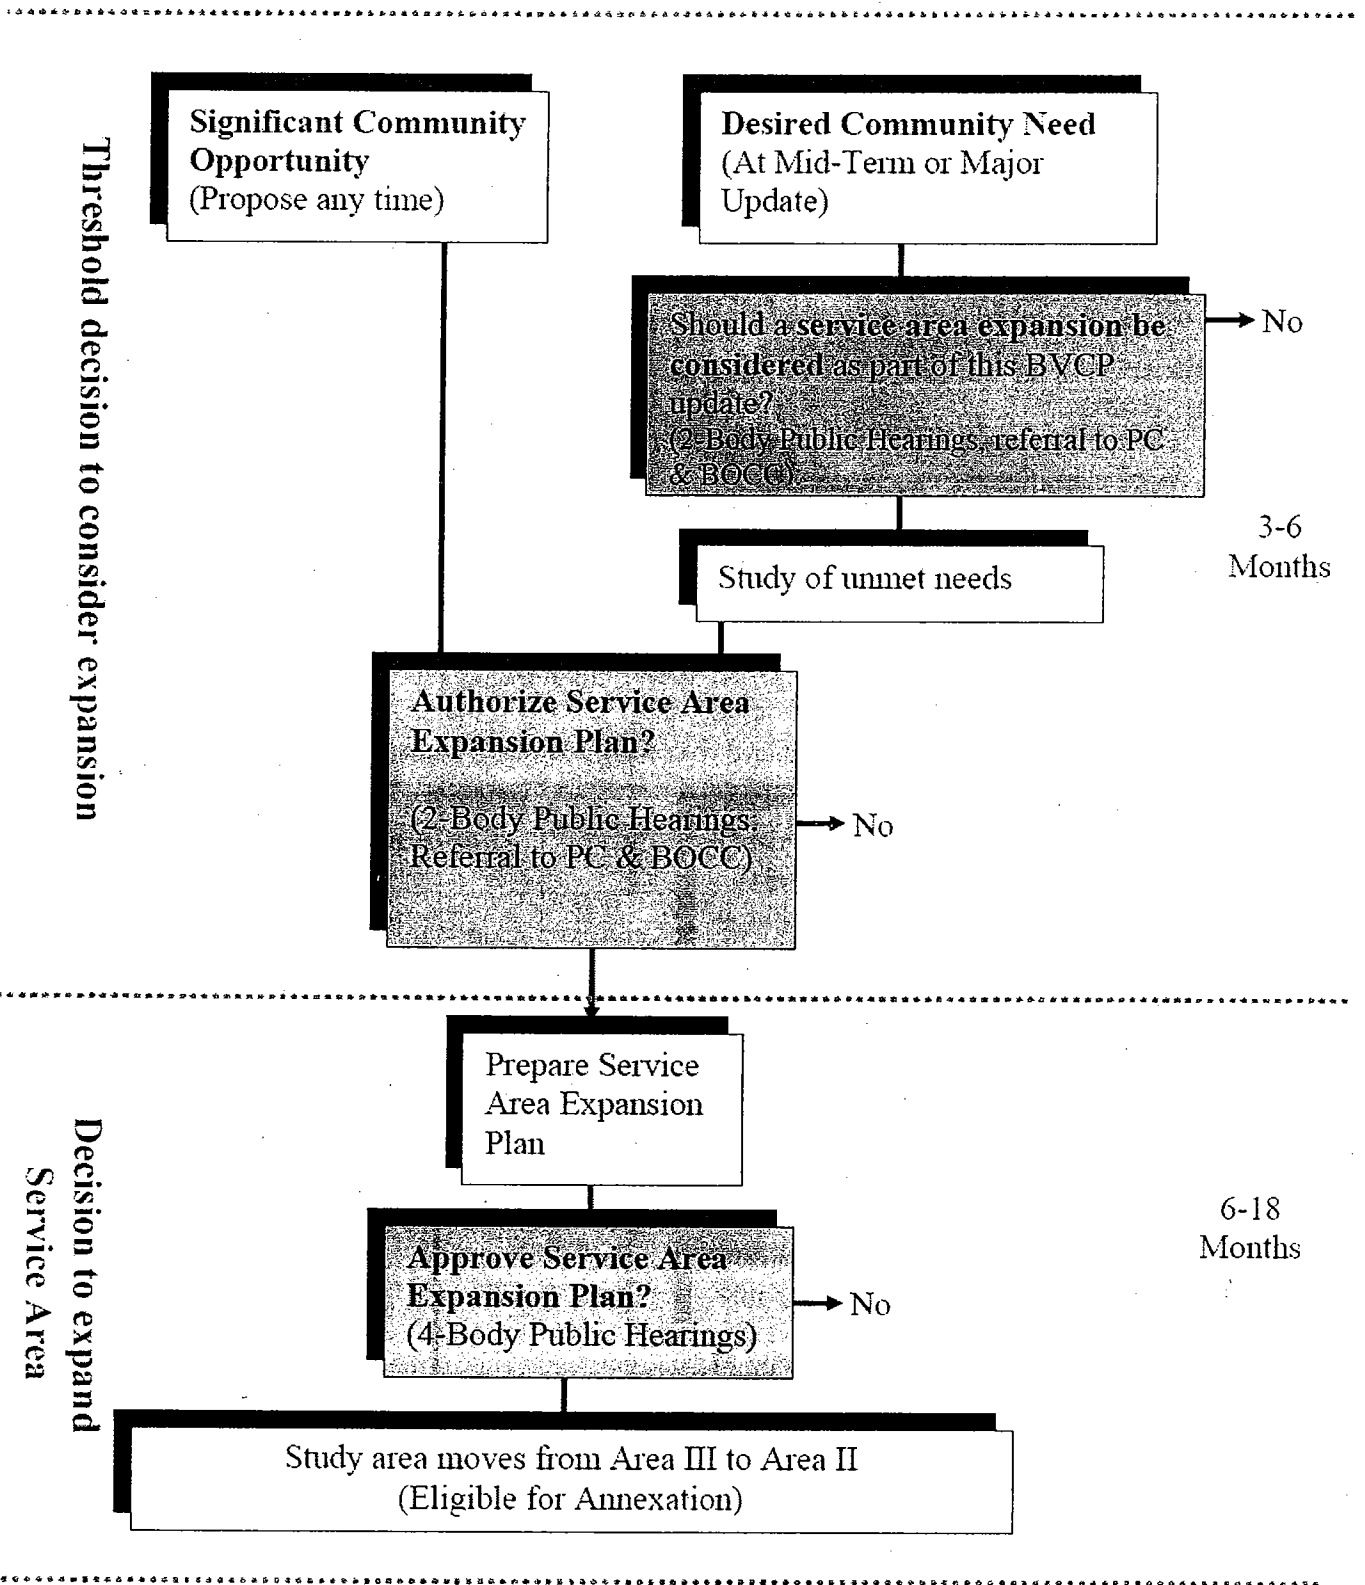 Threshold decision to consider expansion
Significant Community
Opportunity
(Propose any time)
Desired Community Need
(At Mid-Term or Major
Update)
Should a service area expansion be
considered as part of this BVCP
update?
(2-Body Public Hearings, referral to PC
& BOCC)
No
3-6
Months
Study of unmet needs
Authorize Service Area
Expansion Plan?
(2-Body Public Hearings.
Referral to PC & BOCC)
No
Decision to expand
Service Area
Prepare Service
Area Expansion
Plan
6-18
Months
Approve Service Area
Expansion Plan?
(4-Body Public Hearings)
No
Study area moves from Area III to Area II
(Eligible for Annexation)